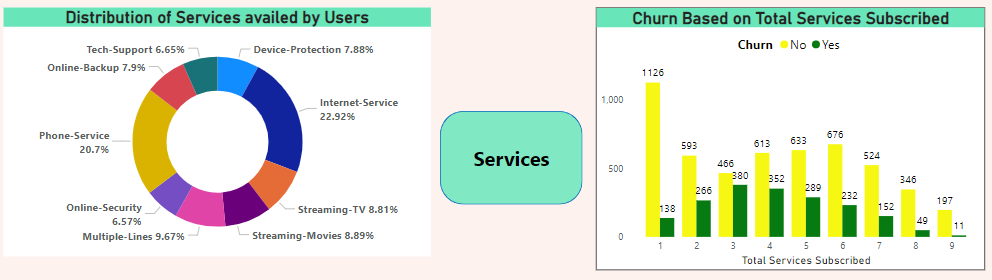 Distribution of Services availed by Users
Tech-Support 6.65%
Device-Protection 7.88%
Online-Backup 7.9%
Internet-Service
22.92%
Phone-Service
20.7%
Online-Security
6.57%
Streaming-TV 8.81%
Multiple-Lines 9.67%
Streaming-Movies 8.89%
Services
Churn Based on Total Services Subscribed
Churn No Yes
1,000
500
0
1126
138
593
266
466
380
613
352
633
289
676
232
524
152
346
49
197
11
1 2 3 4 5 6 7 8 9
Total Services Subscribed